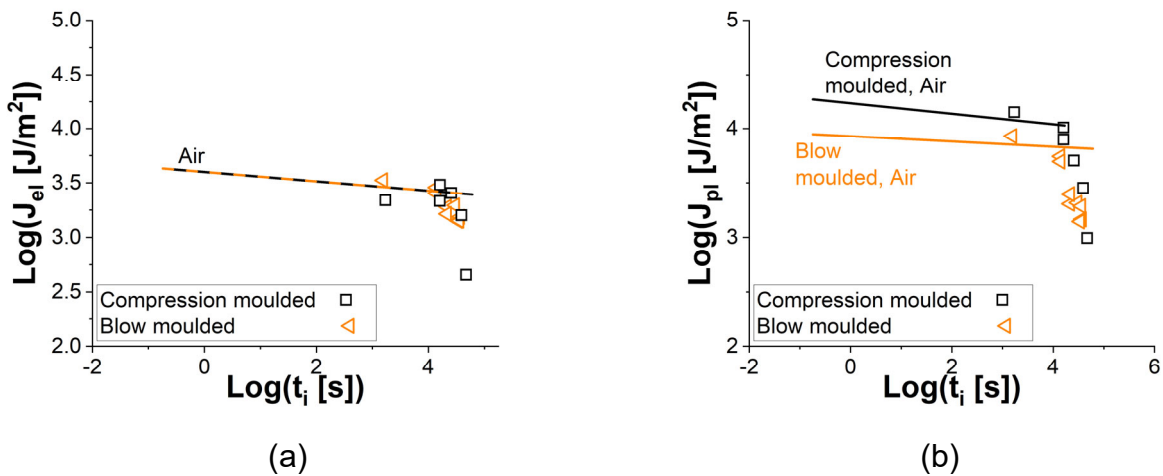 5.0
4.5
4.0
3.5
3.0
2.5
2.0
Log(J_el [J/m²])
Air
Compression moulded
Blow moulded
-2
0
2
4
Log(t_i [s])
(a)
5
4
3
2
Log(J_pl [J/m²])
Compression
moulded, Air
Blow
moulded, Air
Compression moulded
Blow moulded
-2
0
2
4
6
Log(t_i [s])
(b)